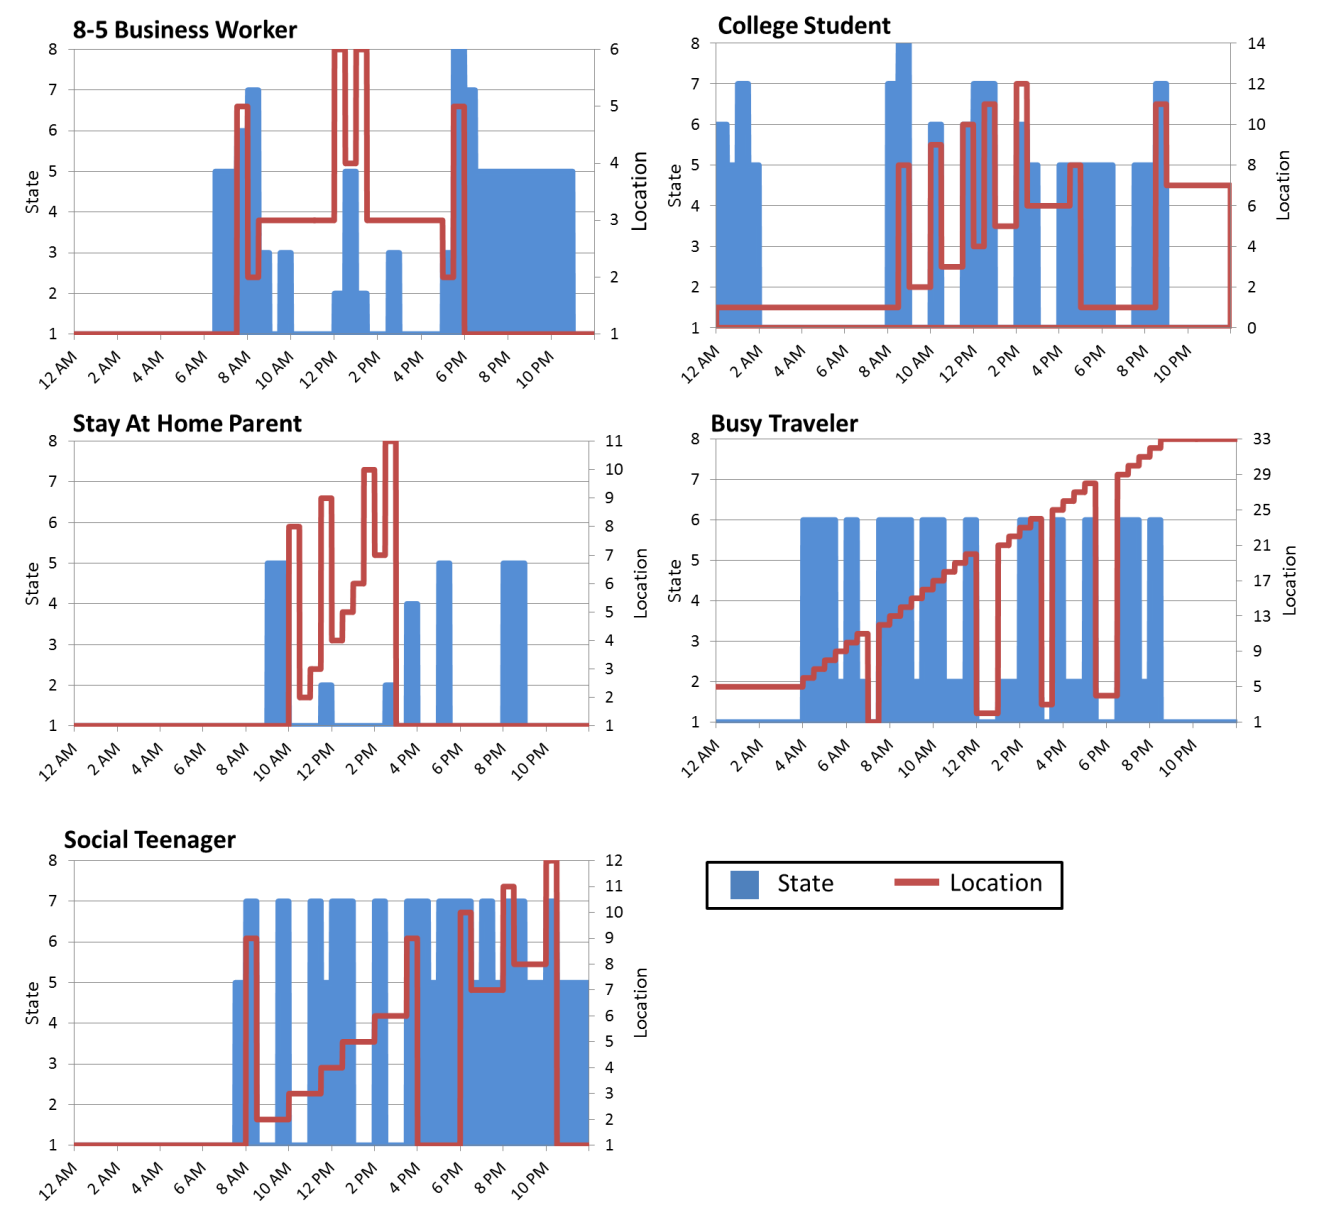 8-5 Business Worker
8
7
6
5
4
3
2
1
State
6
5
4
3
2
1
Location
12 AM
2 AM
4 AM
6 AM
8 AM
10 AM
12 PM
2 PM
4 PM
6 PM
8 PM
10 PM
College Student
8
7
6
5
4
3
2
1
State
14
12
10
8
6
4
2
0
Location
12 AM
2 AM
4 AM
6 AM
8 AM
10 AM
12 PM
2 PM
4 PM
6 PM
8 PM
10 PM
Stay At Home Parent
8
7
6
5
4
3
2
1
State
11
10
9
8
7
6
5
4
3
2
1
Location
12 AM
2 AM
4 AM
6 AM
8 AM
10 AM
12 PM
2 PM
4 PM
6 PM
8 PM
10 PM
Busy Traveler
8
7
6
5
4
3
2
1
State
33
29
25
21
17
13
9
5
1
Location
12 AM
2 AM
4 AM
6 AM
8 AM
10 AM
12 PM
2 PM
4 PM
6 PM
8 PM
10 PM
Social Teenager
8
7
6
5
4
3
2
1
State
12
11
10
9
8
7
6
5
4
3
2
1
Location
12 AM
2 AM
4 AM
6 AM
8 AM
10 AM
12 PM
2 PM
4 PM
6 PM
8 PM
10 PM
State
Location